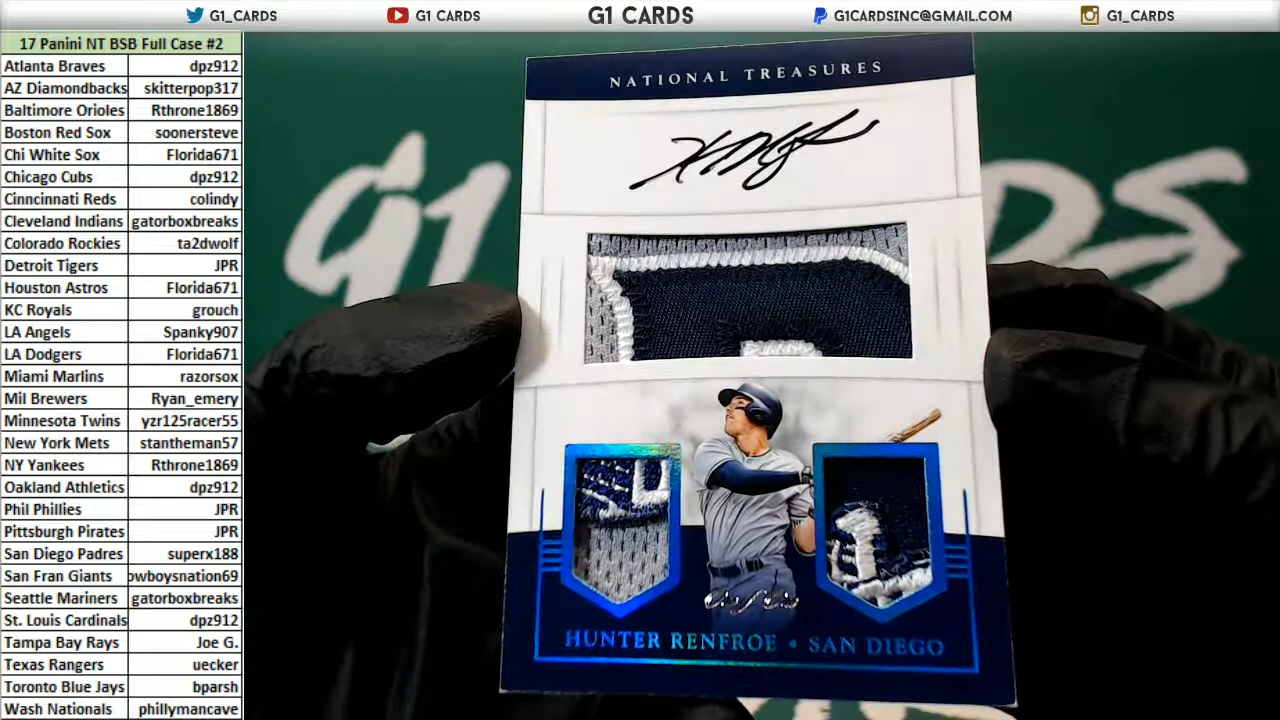 G1_CARDS
G1 CARDS
G1 CARDS
G1CARDSINC@GMAIL.COM
G1_CARDS
17 Panini NT BSB Full Case #2
Atlanta Braves dpz912
AZ Diamondbacks skitterpop317
Baltimore Orioles Rthrone1869
Boston Red Sox soonersteve
Chi White Sox Florida671
Chicago Cubs dpz912
Cinncinnati Reds colindy
Cleveland Indians gatorboxbreaks
Colorado Rockies ta2dwolf
Detroit Tigers JPR
Houston Astros Florida671
KC Royals grouch
LA Angels Spanky907
LA Dodgers Florida671
Miami Marlins razorsox
Mil Brewers Ryan_emery
Minnesota Twins yzr125racer55
New York Mets stantheman57
NY Yankees Rthrone1869
Oakland Athletics dpz912
Phil Phillies JPR
Pittsburgh Pirates JPR
San Diego Padres superx188
San Fran Giants owboysnation69
Seattle Mariners gatorboxbreaks
St. Louis Cardinals dpz912
Tampa Bay Rays Joe G.
Texas Rangers uecker
Toronto Blue Jays bparsh
Wash Nationals phillymancave
G1 RDS
NATIONAL TREASURES
HUNTER RENFROE • SAN DIEGO